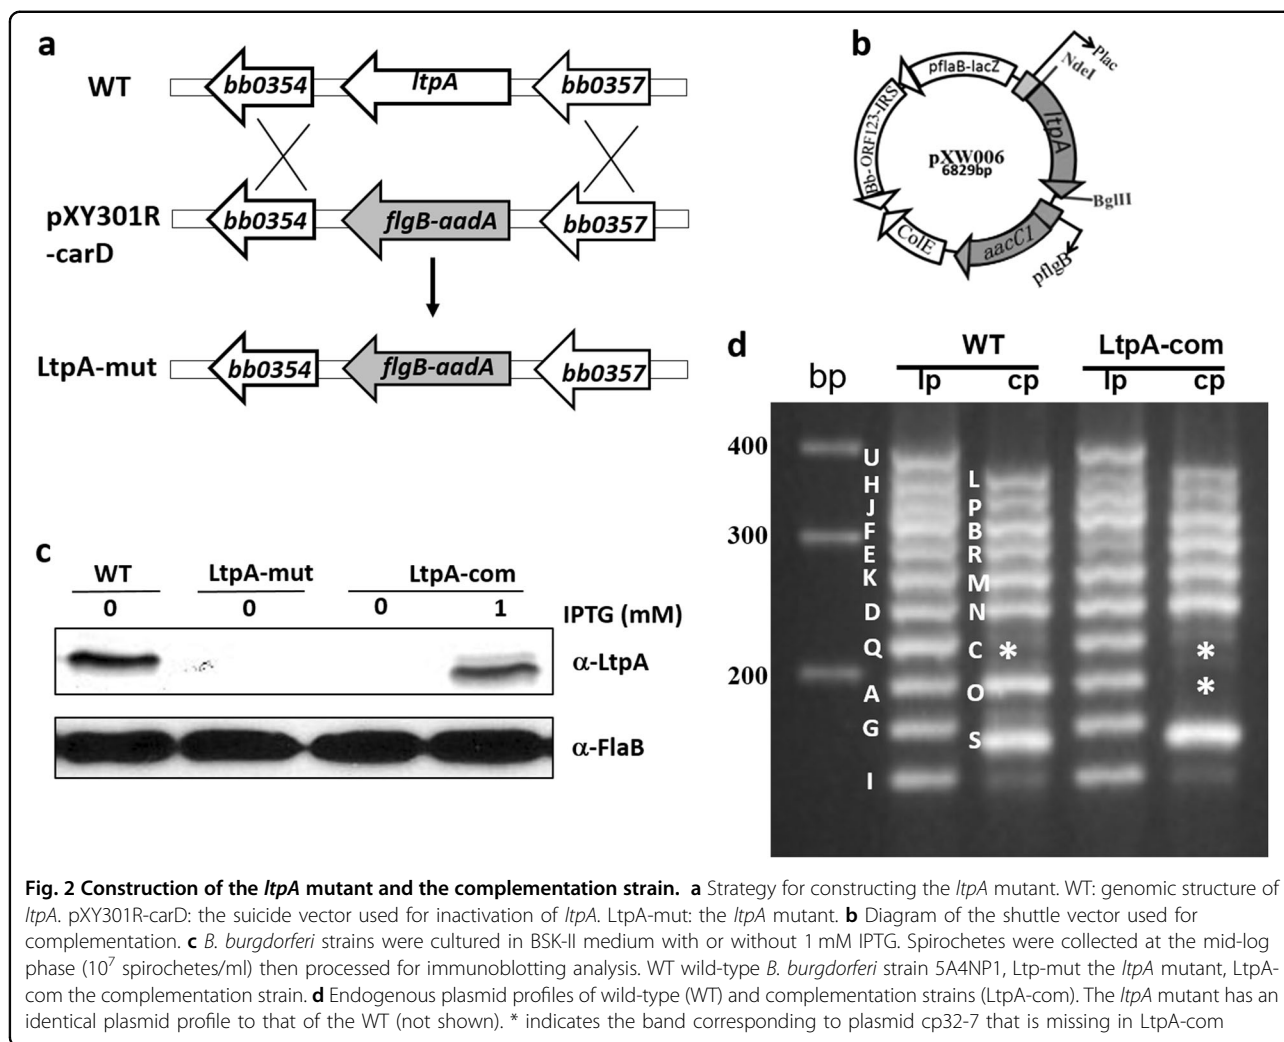 a
WT
bb0354
ltpA
bb0357
pXY301R
-carD
bb0354
flgB-aadA
bb0357
LtpA-mut
bb0354
flgB-aadA
bb0357
b
pflaB-lacZ
Plac
NdeI
ltpA
BglII
pflgB
aacC1
ColE
Bb-ORF123-IRS
pXW006
6829bp
c
WT LtpA-mut LtpA-com
0 0 0 1 IPTG (mM)
α-LtpA
α-FlaB
d
WT LtpA-com
bp lp cp lp cp
400
300
200
U
H
J
F
E
K
D
Q
A
G
I
L
P
B
R
M
N
C *
O
S
*
*
Fig. 2 Construction of the ltpA mutant and the complementation strain. a Strategy for constructing the ltpA mutant. WT: genomic structure of
ltpA. pXY301R-carD: the suicide vector used for inactivation of ltpA. LtpA-mut: the ltpA mutant. b Diagram of the shuttle vector used for
complementation. c B. burgdorferi strains were cultured in BSK-II medium with or without 1 mM IPTG. Spirochetes were collected at the mid-log
phase (10⁷ spirochetes/ml) then processed for immunoblotting analysis. WT wild-type B. burgdorferi strain 5A4NP1, Ltp-mut the ltpA mutant, LtpA-
com the complementation strain. d Endogenous plasmid profiles of wild-type (WT) and complementation strains (LtpA-com). The ltpA mutant has an
identical plasmid profile to that of the WT (not shown). * indicates the band corresponding to plasmid cp32-7 that is missing in LtpA-com